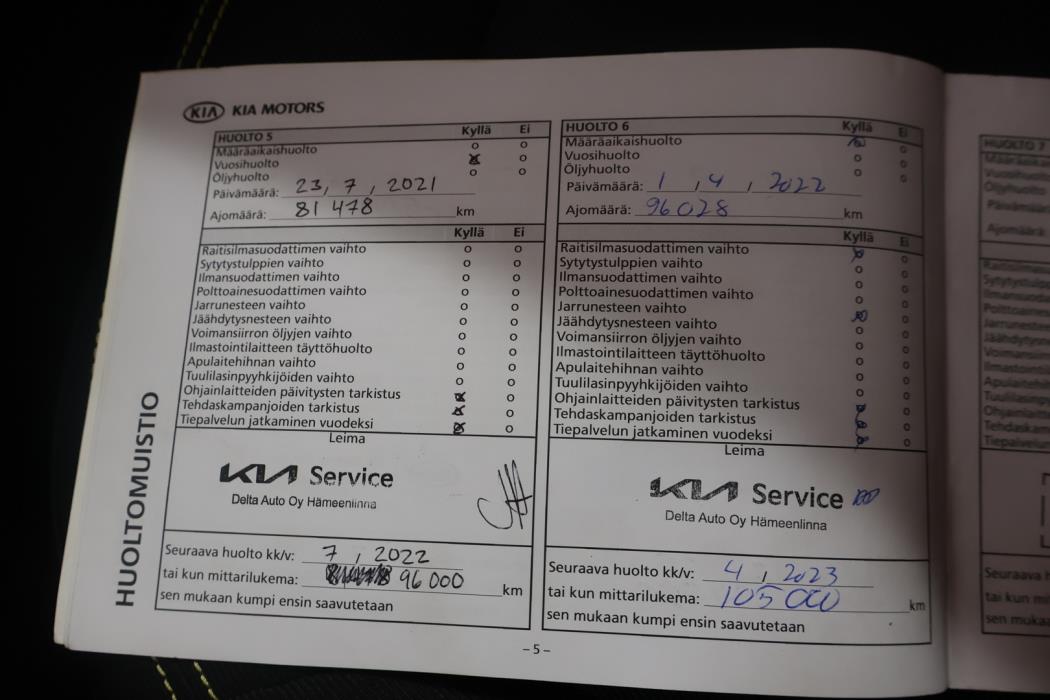 KIA KIA MOTORS
HUOLTO 5 Kyllä Ei
Määräaikaishuolto o o
Vuosihuolto x o
Öljyhuolto o o
Päivämäärä: 23, 7, 2021
Ajomäärä: 81 478 km
Kyllä Ei
Raitisilmasuodattimen vaihto o o
Sytytystulppien vaihto o o
Ilmansuodattimen vaihto o o
Polttoainesuodattimen vaihto o o
Jarrunesteen vaihto o o
Jäähdytysnesteen vaihto o o
Voimansiirron öljyjen vaihto o o
Ilmastointilaitteen täyttöhuolto o o
Apulaitehihnan vaihto o o
Tuulilasinpyyhkijöiden vaihto o o
Ohjainlaitteiden päivitysten tarkistus x o
Tehdaskampanjoiden tarkistus x o
Tiepalvelun jatkaminen vuodeksi x o
Leima
KIA Service
Delta Auto Oy Hämeenlinna
Seuraava huolto kk/v: 7, 2022
tai kun mittarilukema: 96 000 km
sen mukaan kumpi ensin saavutetaan
HUOLTO 6 Kyllä Ei
Määräaikaishuolto x o
Vuosihuolto o o
Öljyhuolto o o
Päivämäärä: 1, 4, 2022
Ajomäärä: 96 028 km
Kyllä Ei
Raitisilmasuodattimen vaihto x o
Sytytystulppien vaihto o o
Ilmansuodattimen vaihto o o
Polttoainesuodattimen vaihto o o
Jarrunesteen vaihto x o
Jäähdytysnesteen vaihto o o
Voimansiirron öljyjen vaihto o o
Ilmastointilaitteen täyttöhuolto o o
Apulaitehihnan vaihto o o
Tuulilasinpyyhkijöiden vaihto o o
Ohjainlaitteiden päivitysten tarkistus x o
Tehdaskampanjoiden tarkistus x o
Tiepalvelun jatkaminen vuodeksi x o
Leima
KIA Service
Delta Auto Oy Hämeenlinna
Seuraava huolto kk/v: 4, 2023
tai kun mittarilukema: 105 000 km
sen mukaan kumpi ensin saavutetaan
HUOLTOMUISTIO
– 5 –
HUOLTO 7